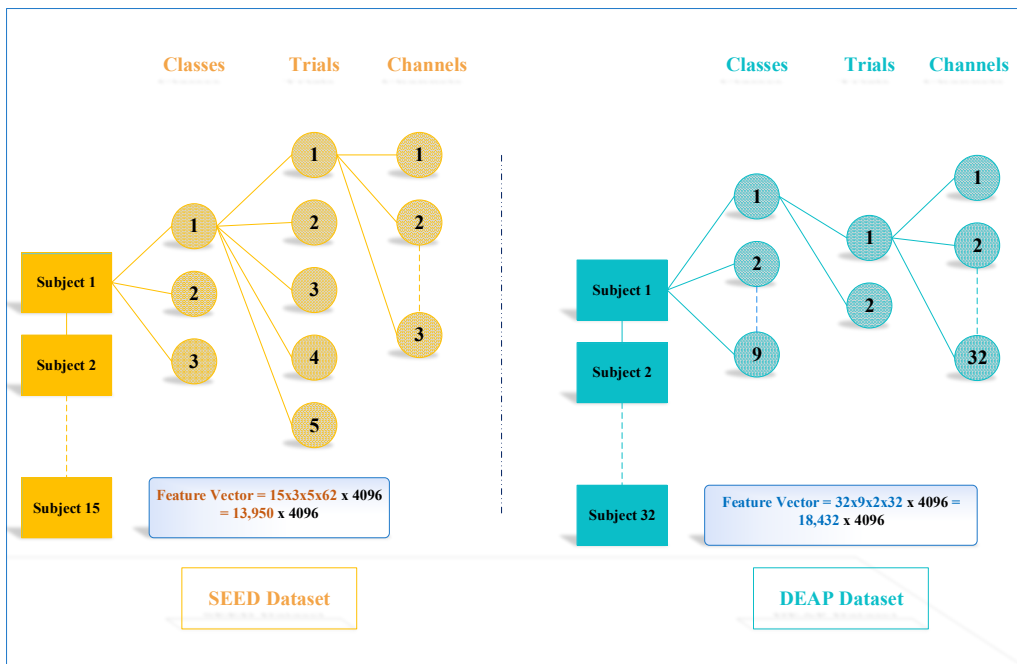 Classes Trials Channels
1
2
3
1
2
3
4
5
1
2
3
Subject 1
Subject 2
Subject 15
Feature Vector = 15x3x5x62 x 4096
= 13,950 x 4096
SEED Dataset
Classes Trials Channels
1
2
9
1
2
1
2
32
Subject 1
Subject 2
Subject 32
Feature Vector = 32x9x2x32 x 4096 =
18,432 x 4096
DEAP Dataset